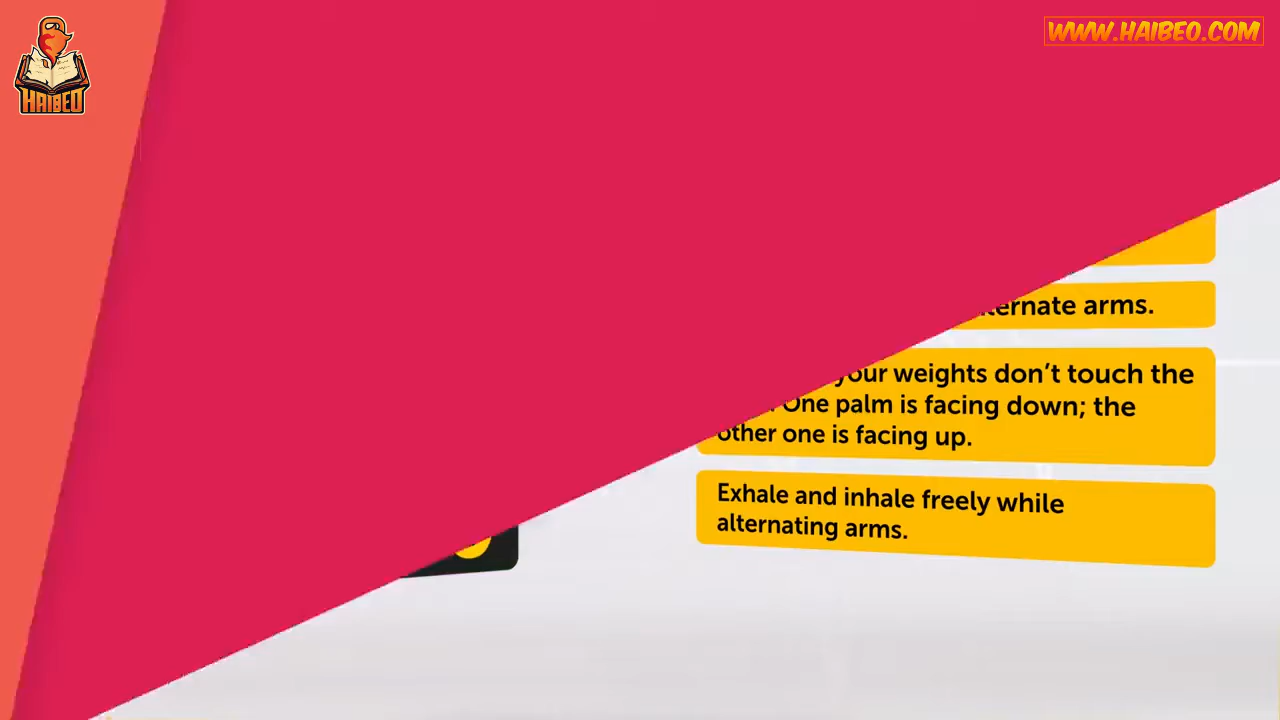 HAIBEO
WWW.HAIBEO.COM
arms.
your weights don't touch the
One palm is facing down; the
other one is facing up.
Exhale and inhale freely while
alternating arms.